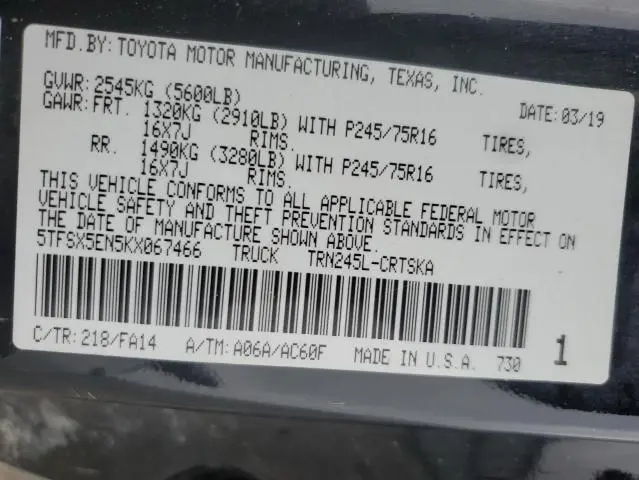 MFD.BY: TOYOTA MOTOR MANUFACTURING, TEXAS, INC.
GVWR: 2545KG (5600LB) DATE: 03/19
GAWR: FRT. 1320KG (2910LB) WITH P245/75R16 TIRES,
16X7J RIMS.
RR. 1490KG (3280LB) WITH P245/75R16 TIRES,
16X7J RIMS.
THIS VEHICLE CONFORMS TO ALL APPLICABLE FEDERAL MOTOR
VEHICLE SAFETY AND THEFT PREVENTION STANDARDS IN EFFECT ON
THE DATE OF MANUFACTURE SHOWN ABOVE.
5TFSX5EN5KX067466 TRUCK TRN245L-CRTSKA
C/TR: 218/FA14 A/TM: A06A/AC60F MADE IN U.S.A. 730 1